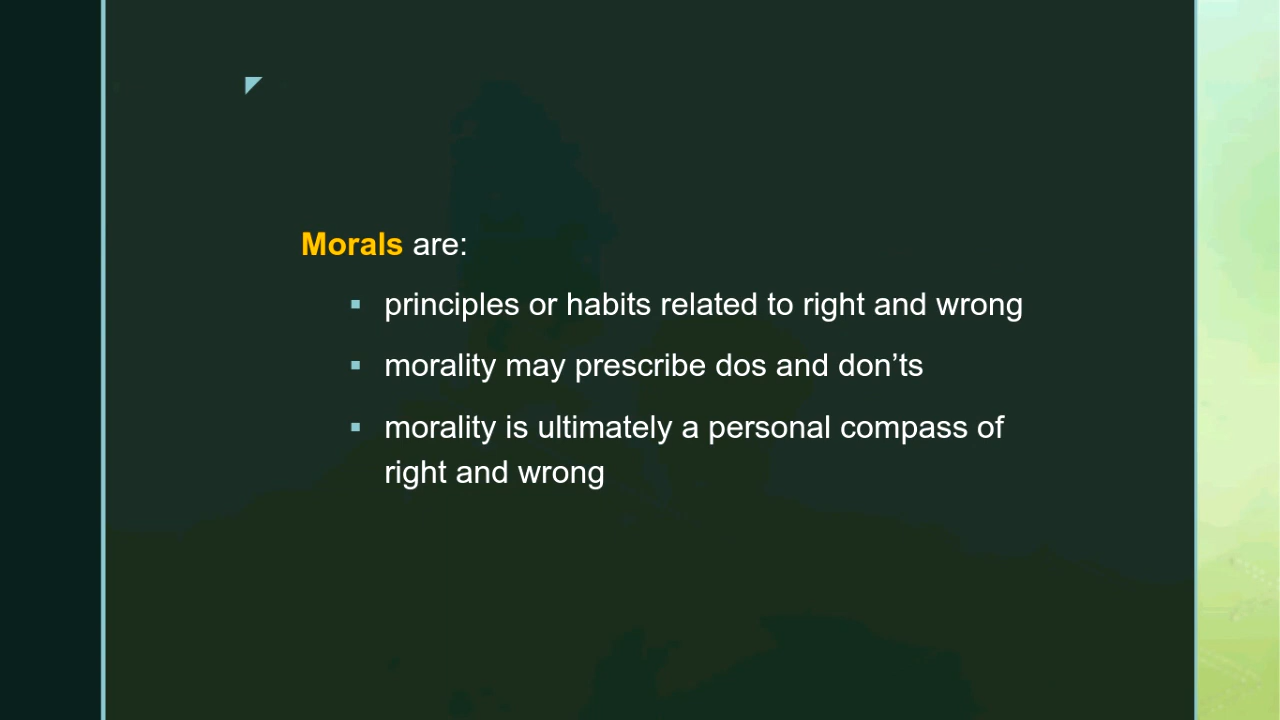 Morals are:
▪ principles or habits related to right and wrong
▪ morality may prescribe dos and don’ts
▪ morality is ultimately a personal compass of
right and wrong